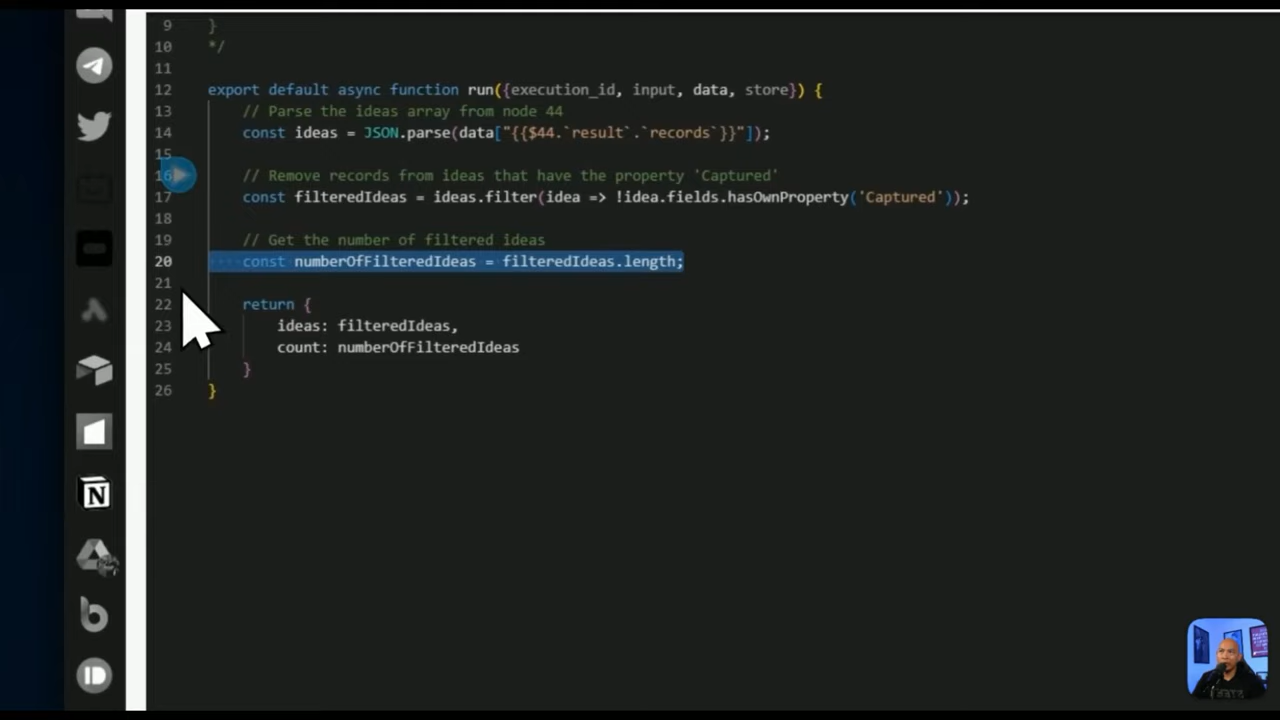 9 }
10 */
11
12 export default async function run({execution_id, input, data, store}) {
13 // Parse the ideas array from node 44
14 const ideas = JSON.parse(data["{{$44.`result`.`records`}}"]);
15
16 // Remove records from ideas that have the property 'Captured'
17 const filteredIdeas = ideas.filter(idea => !idea.fields.hasOwnProperty('Captured'));
18
19 // Get the number of filtered ideas
20 const numberOfFilteredIdeas = filteredIdeas.length;
21
22 return {
23 ideas: filteredIdeas,
24 count: numberOfFilteredIdeas
25 }
26 }
N
b